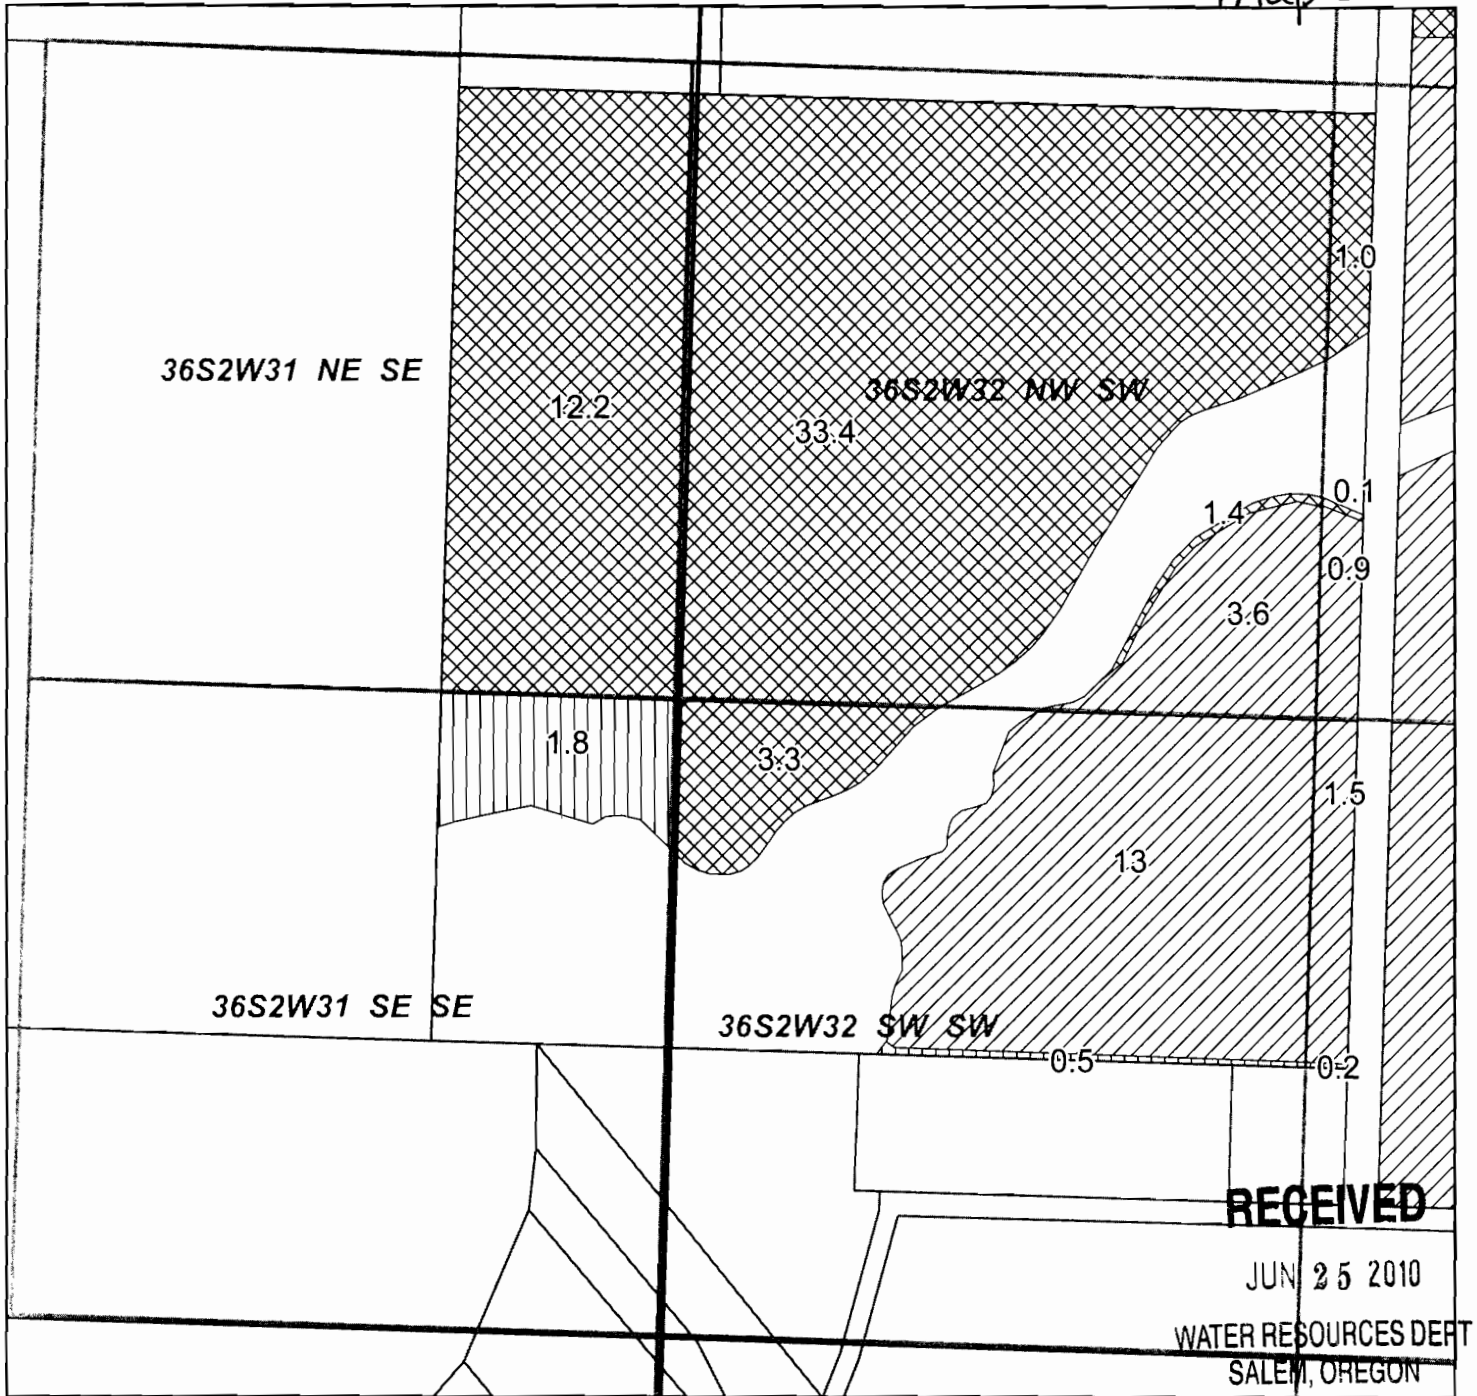 1.0
36S2W31 NE SE
36S2W32 NW SW
12.2
33.4
0.1
1.4
0.9
3.6
1.8
3.3
1.5
13
36S2W31 SE SE
36S2W32 SW SW
0.5
0.2
RECEIVED
JUN 25 2010
WATER RESOURCES DEPT
SALEM, OREGON